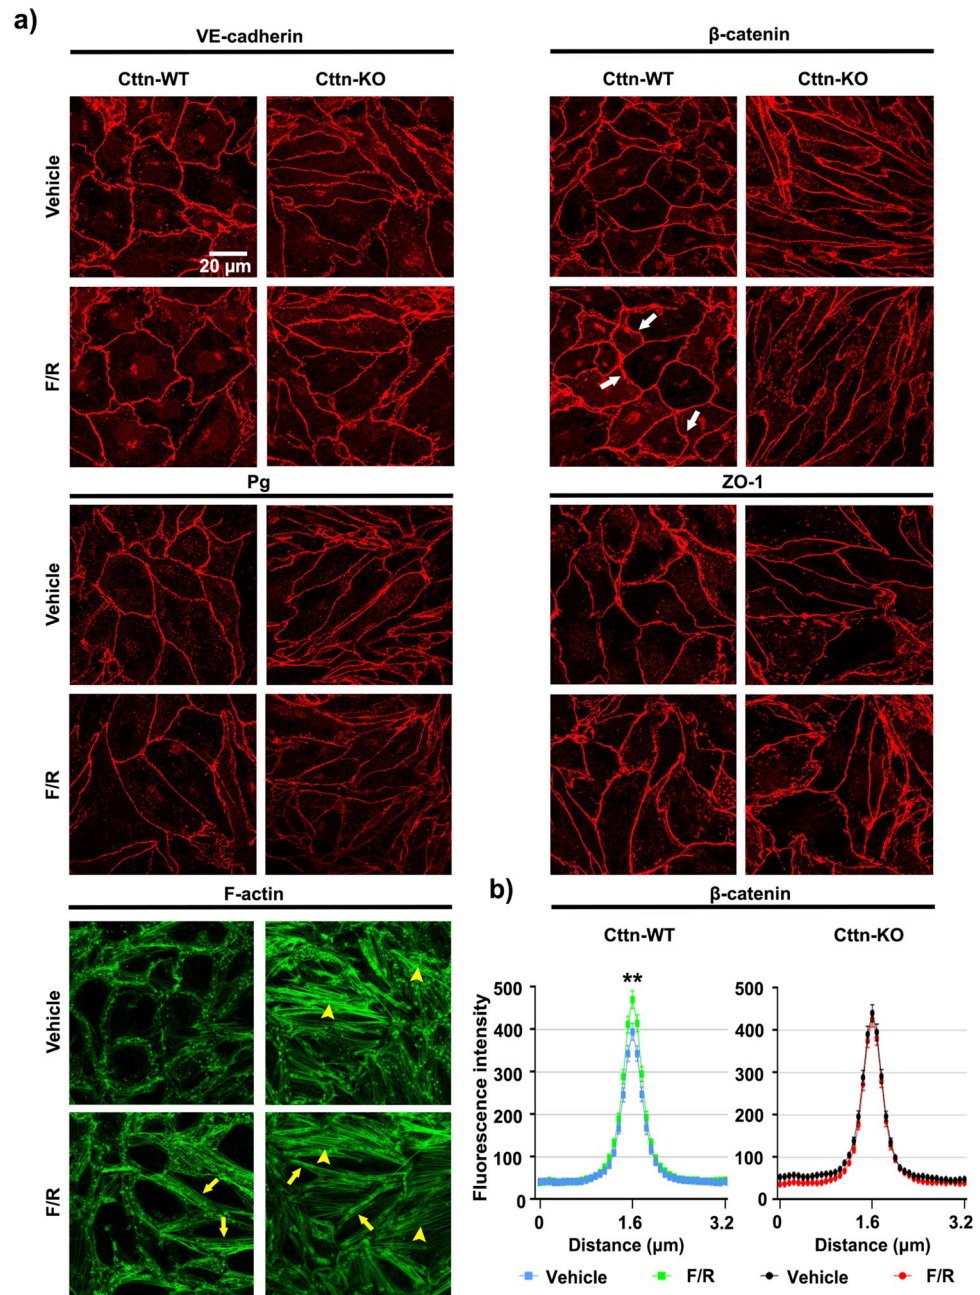 a)
VE-cadherin
Cttn-WT Cttn-KO
Vehicle
20 µm
F/R
β-catenin
Cttn-WT Cttn-KO
Pg
Vehicle
F/R
ZO-1
F-actin
Vehicle
F/R
b)
β-catenin
Cttn-WT
**
Fluorescence intensity
500
400
300
200
100
0
0 1.6 3.2
Distance (µm)
Vehicle F/R
Cttn-KO
500
400
300
200
100
0
0 1.6 3.2
Distance (µm)
Vehicle F/R